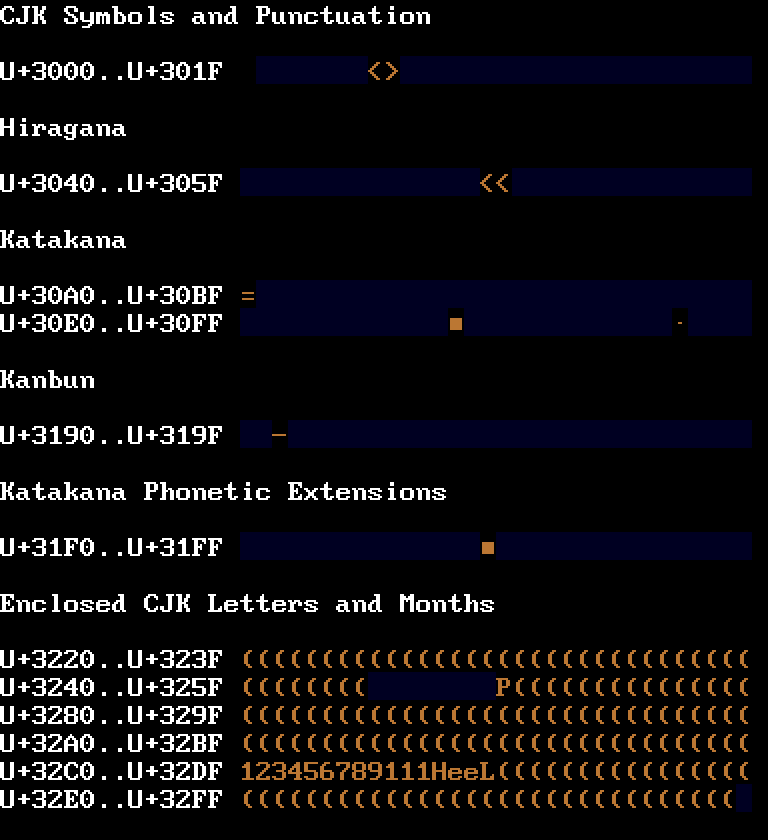 CJK Symbols and Punctuation
U+3000..U+301F <>
Hiragana
U+3040..U+305F <<
Katakana
U+30A0..U+30BF =
U+30E0..U+30FF ■ -
Kanbun
U+3190..U+319F ─
Katakana Phonetic Extensions
U+31F0..U+31FF ■
Enclosed CJK Letters and Months
U+3220..U+323F ((((((((((((((((((((((((((((((((
U+3240..U+325F (((((((( P(((((((((((((((
U+3280..U+329F ((((((((((((((((((((((((((((((((
U+32A0..U+32BF ((((((((((((((((((((((((((((((((
U+32C0..U+32DF 123456789111HeeL((((((((((((((((
U+32E0..U+32FF (((((((((((((((((((((((((((((((